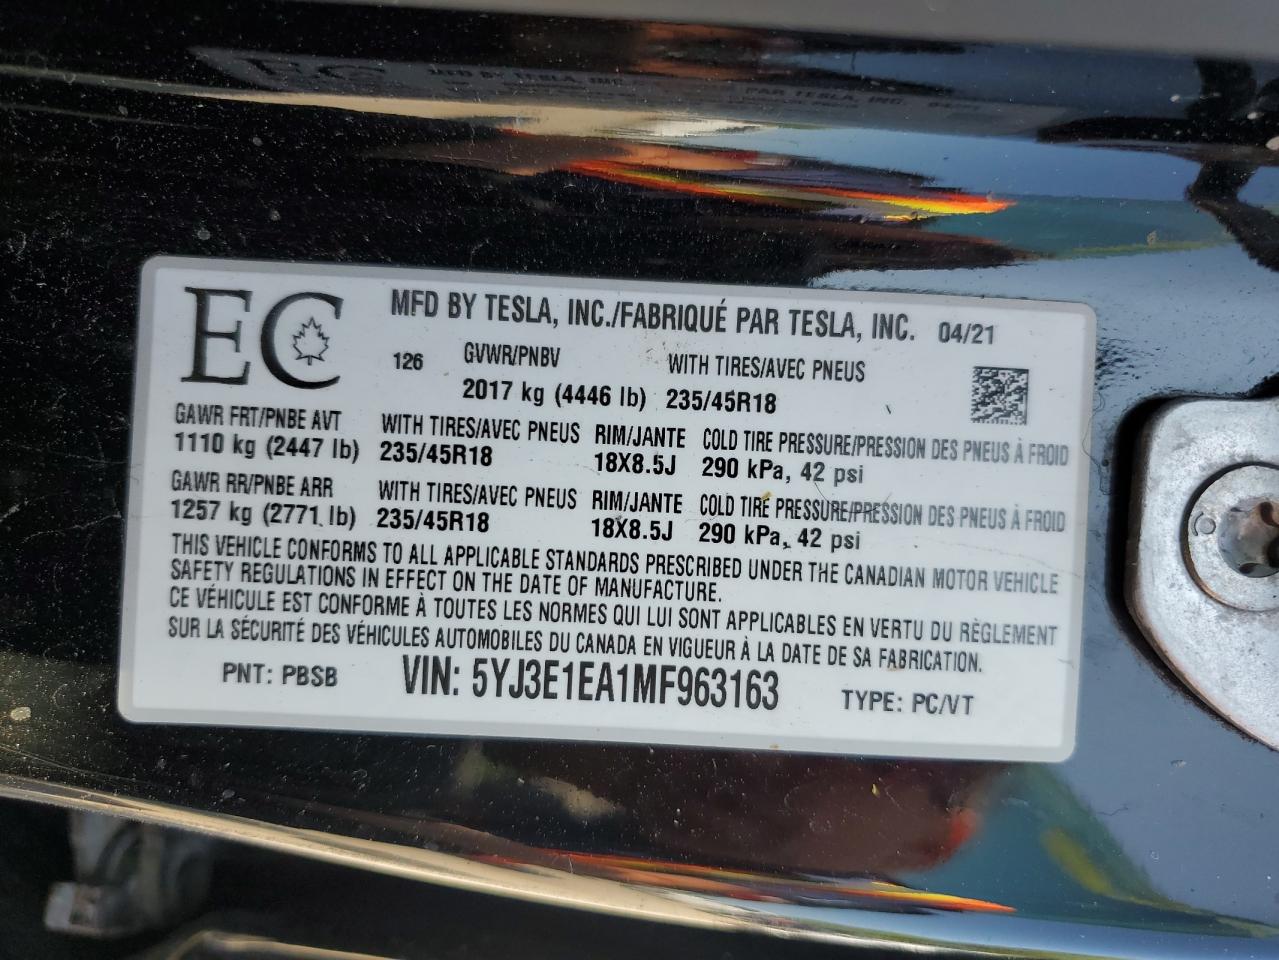 EC
MFD BY TESLA, INC./FABRIQUÉ PAR TESLA, INC. 04/21
126 GVWR/PNBV WITH TIRES/AVEC PNEUS
2017 kg (4446 lb) 235/45R18
GAWR FRT/PNBE AVT WITH TIRES/AVEC PNEUS RIM/JANTE COLD TIRE PRESSURE/PRESSION DES PNEUS À FROID
1110 kg (2447 lb) 235/45R18 18X8.5J 290 kPa, 42 psi
GAWR RR/PNBE ARR WITH TIRES/AVEC PNEUS RIM/JANTE COLD TIRE PRESSURE/PRESSION DES PNEUS À FROID
1257 kg (2771 lb) 235/45R18 18X8.5J 290 kPa, 42 psi
THIS VEHICLE CONFORMS TO ALL APPLICABLE STANDARDS PRESCRIBED UNDER THE CANADIAN MOTOR VEHICLE
SAFETY REGULATIONS IN EFFECT ON THE DATE OF MANUFACTURE.
CE VÉHICULE EST CONFORME À TOUTES LES NORMES QUI LUI SONT APPLICABLES EN VERTU DU RÈGLEMENT
SUR LA SÉCURITÉ DES VÉHICULES AUTOMOBILES DU CANADA EN VIGUEUR À LA DATE DE SA FABRICATION.
PNT: PBSB VIN: 5YJ3E1EA1MF963163 TYPE: PC/VT